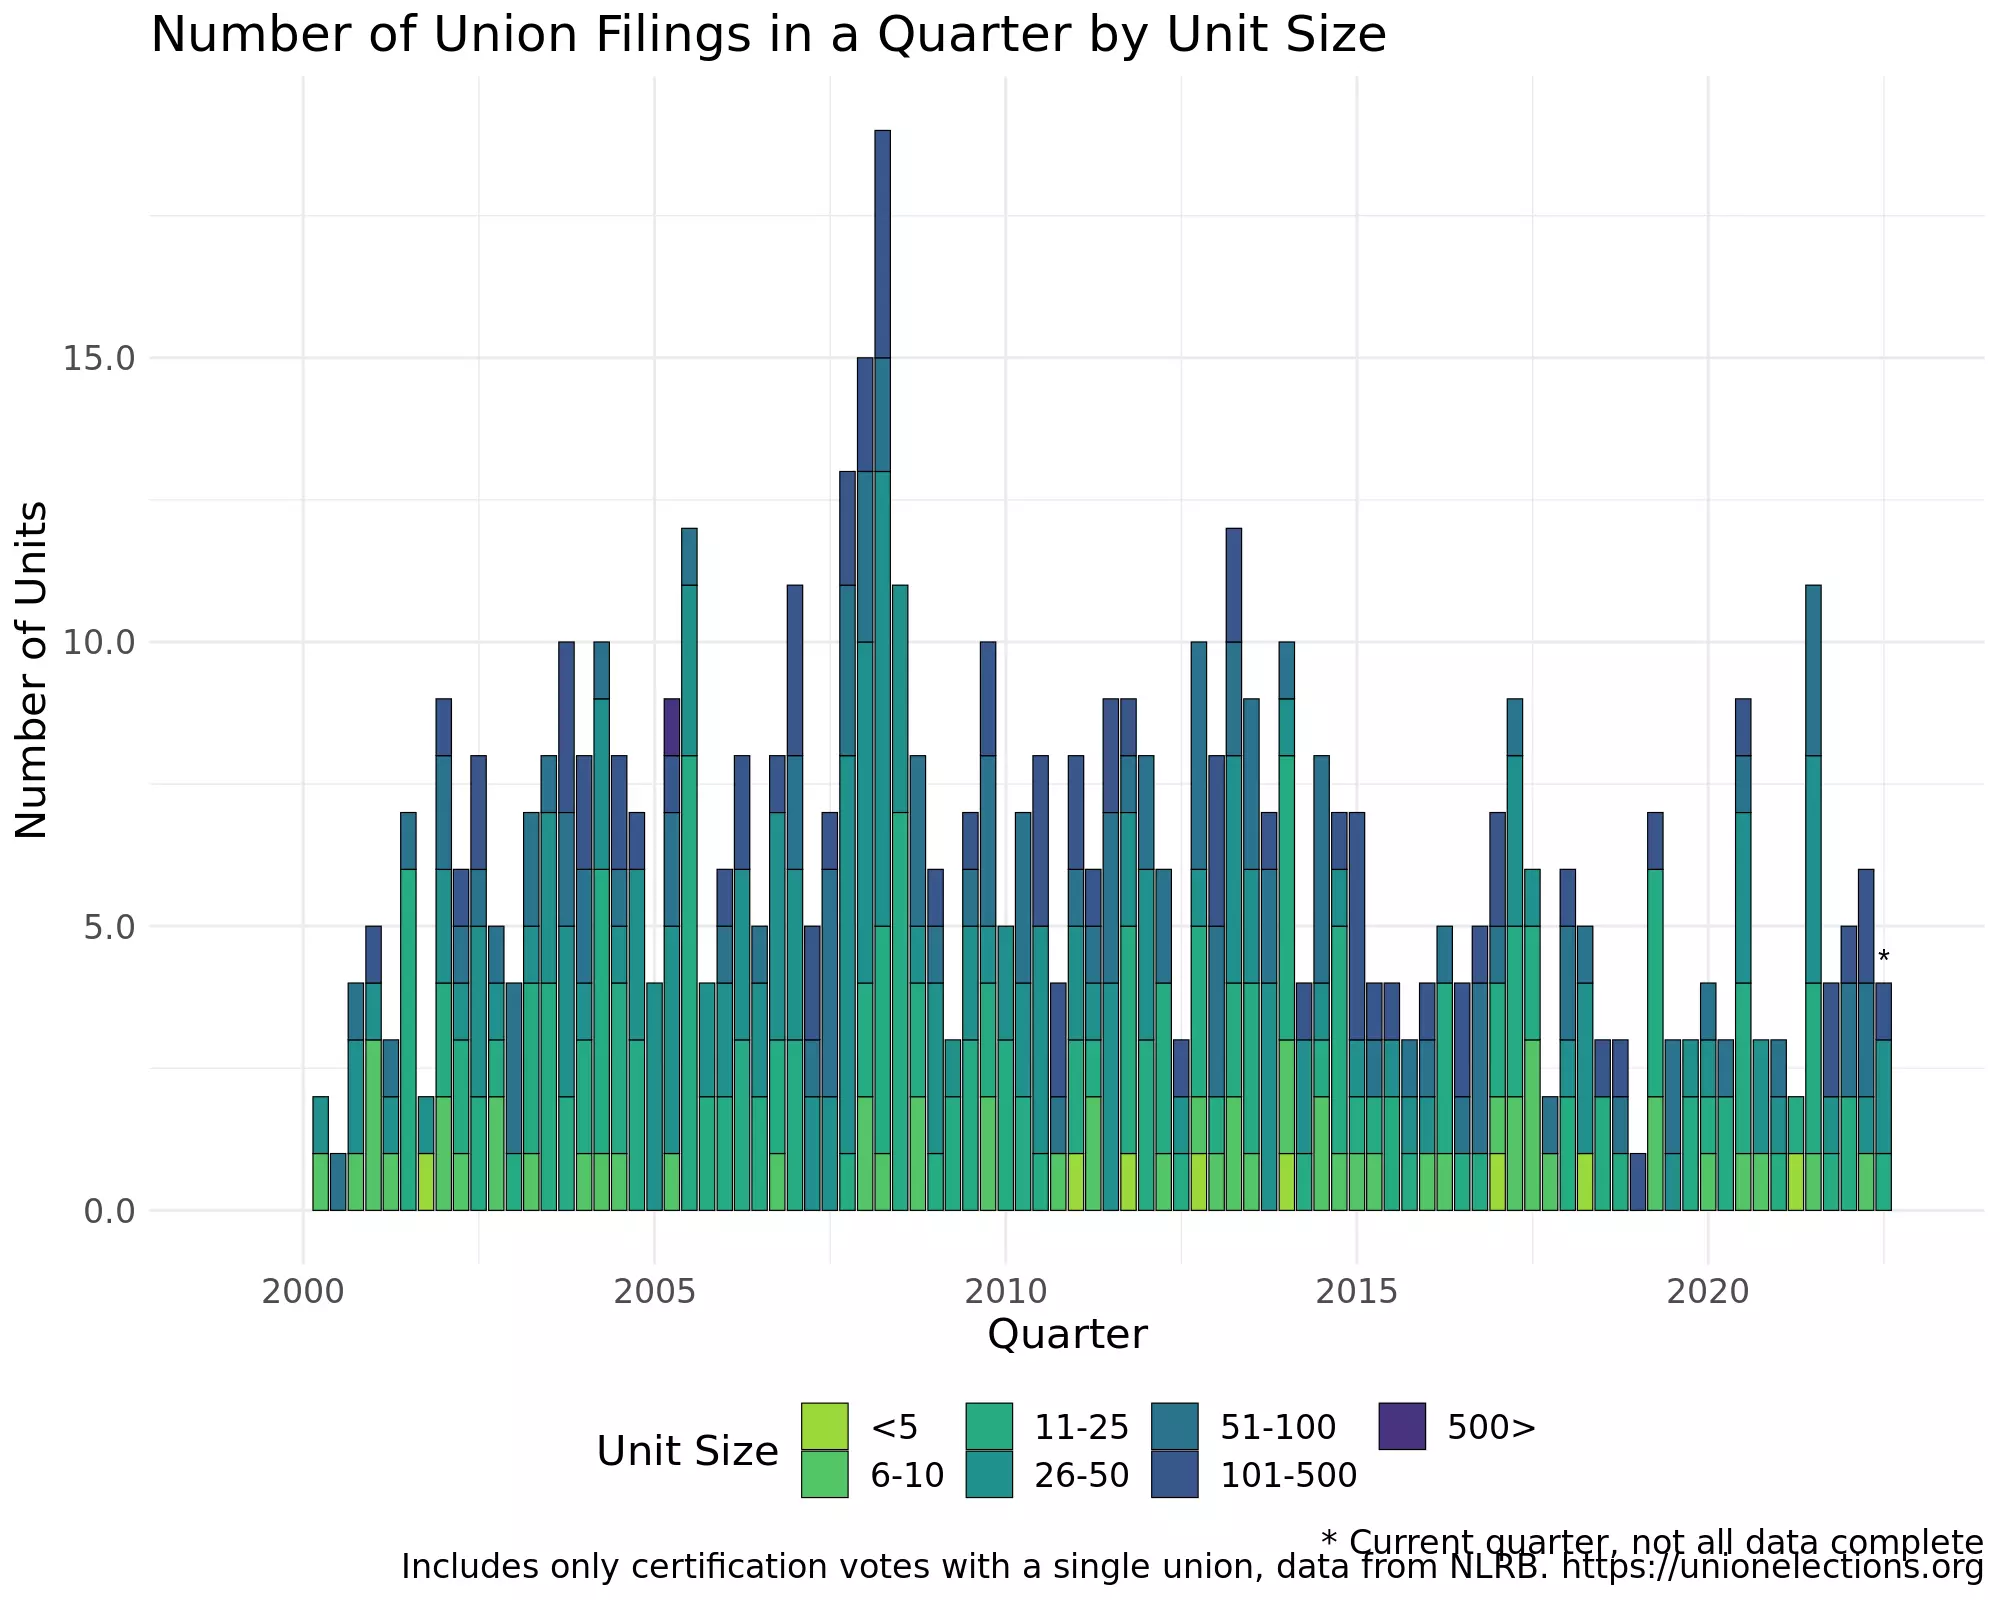 Number of Union Filings in a Quarter by Unit Size
Number of Units
15.0
10.0
5.0
0.0
*
2000 2005 2010 2015 2020
Quarter
Unit Size
<5 11-25 51-100 500>
6-10 26-50 101-500
* Current quarter, not all data complete
Includes only certification votes with a single union, data from NLRB. https://unionelections.org